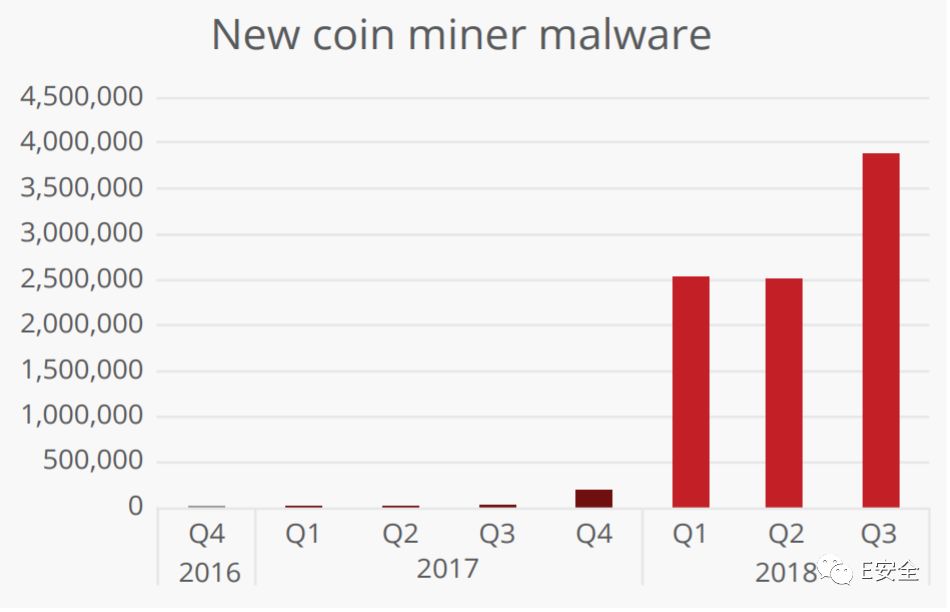 New coin miner malware
4,500,000
4,000,000
3,500,000
3,000,000
2,500,000
2,000,000
1,500,000
1,000,000
500,000
0
Q4 Q1 Q2 Q3 Q4 Q1 Q2 Q3
2016 2017 2018
E安全